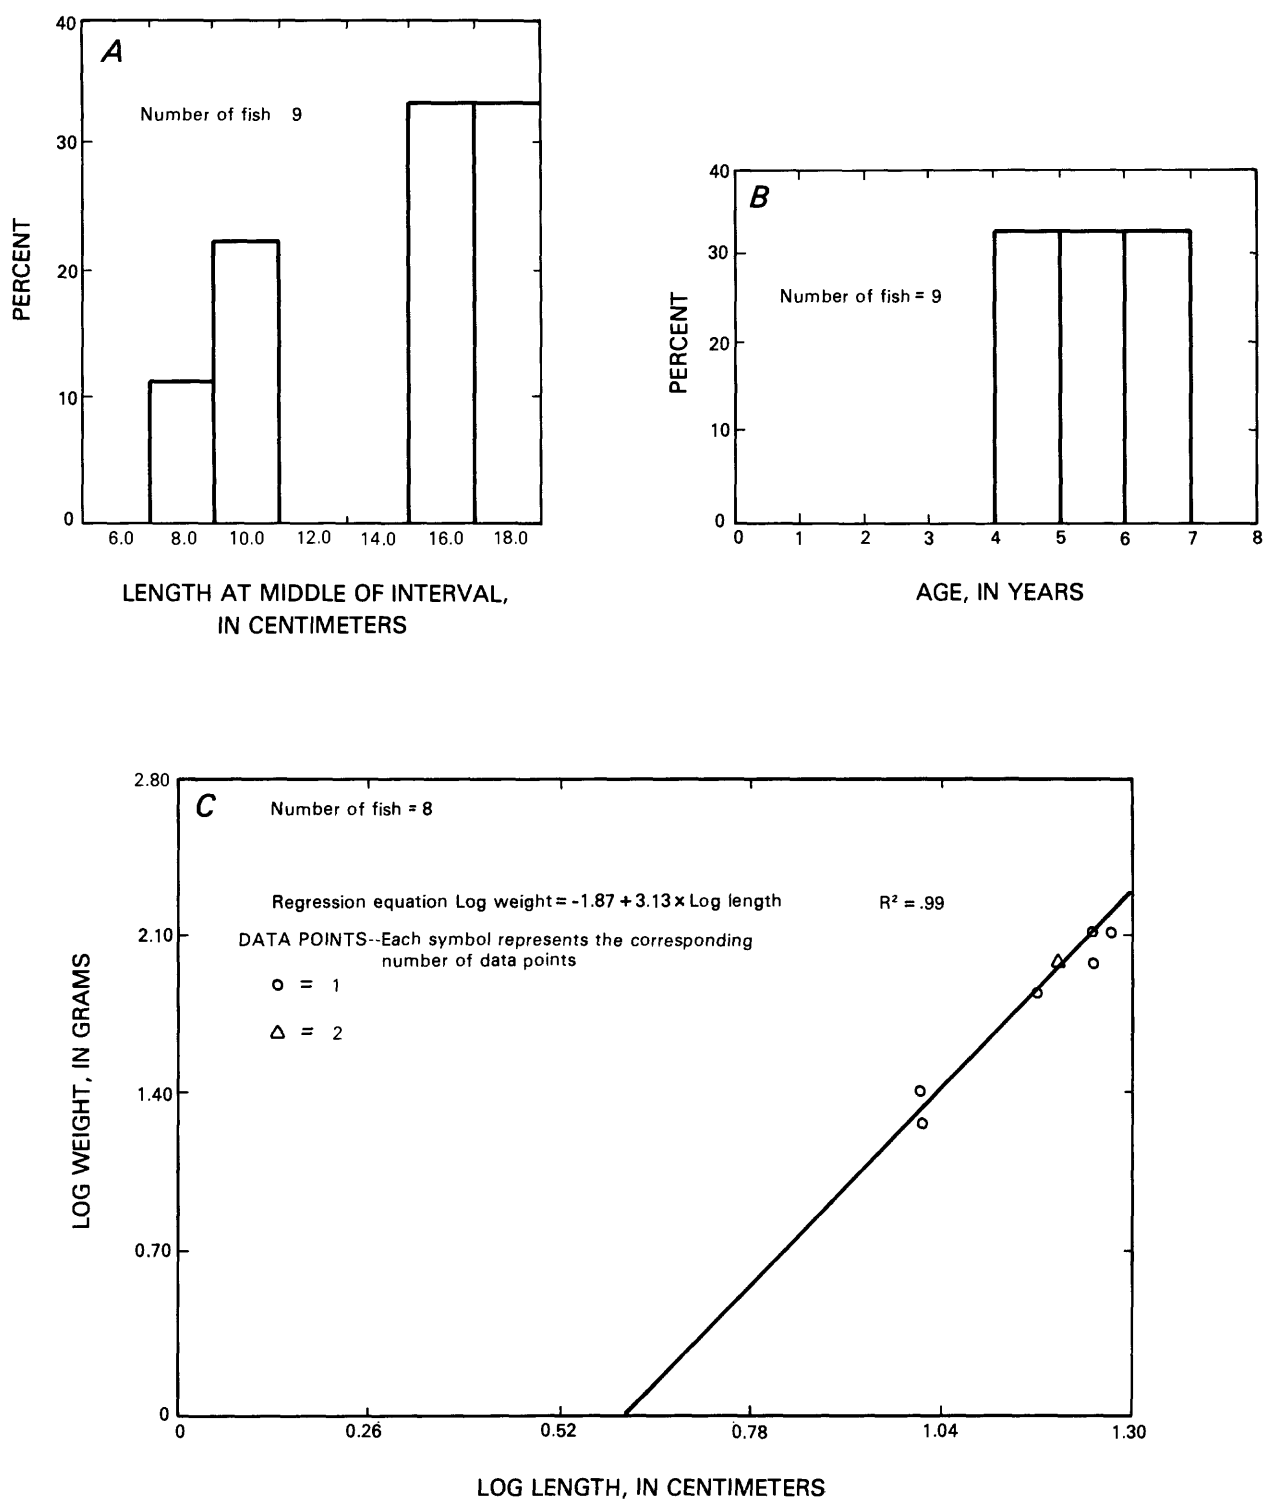 40
A
Number of fish 9
30
20
10
0
PERCENT
6.0 8.0 10.0 12.0 14.0 16.0 18.0
LENGTH AT MIDDLE OF INTERVAL,
IN CENTIMETERS
40
B
30
Number of fish = 9
20
10
0
PERCENT
0 1 2 3 4 5 6 7 8
AGE, IN YEARS
2.80
C
Number of fish = 8
Regression equation Log weight = -1.87 + 3.13 x Log length R² = .99
2.10
DATA POINTS--Each symbol represents the corresponding
number of data points
○ = 1
△ = 2
1.40
0.70
0
LOG WEIGHT, IN GRAMS
0 0.26 0.52 0.78 1.04 1.30
LOG LENGTH, IN CENTIMETERS